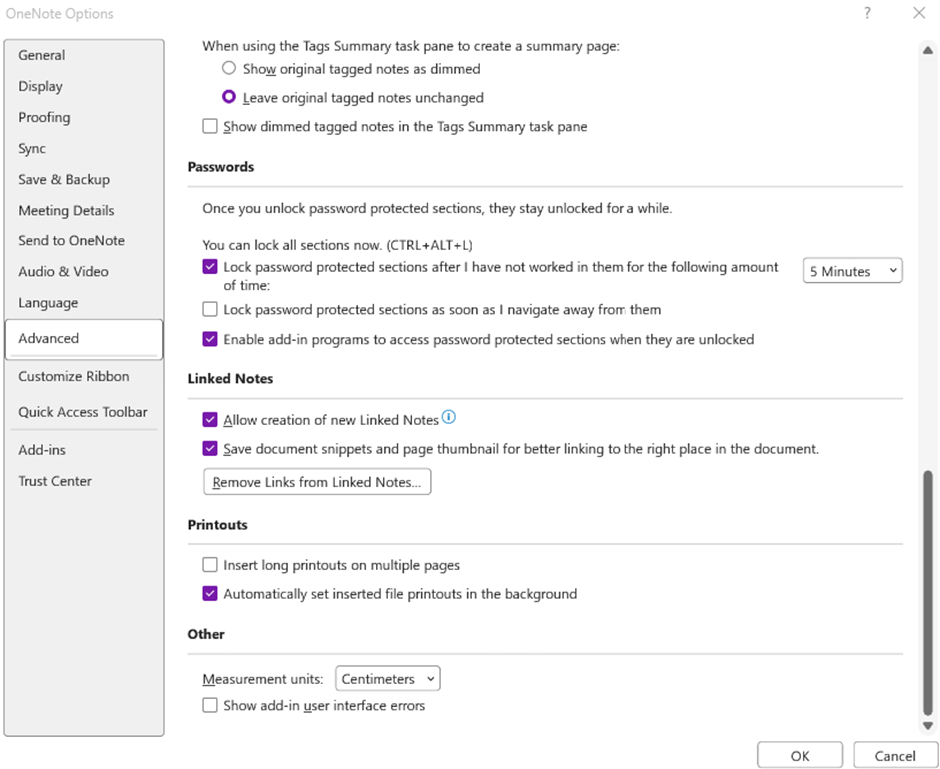 OneNote Options
?
General
Display
Proofing
Sync
Save & Backup
Meeting Details
Send to OneNote
Audio & Video
Language
Advanced
Customize Ribbon
Quick Access Toolbar
Add-ins
Trust Center
When using the Tags Summary task pane to create a summary page:
Show original tagged notes as dimmed
Leave original tagged notes unchanged
Show dimmed tagged notes in the Tags Summary task pane
Passwords
Once you unlock password protected sections, they stay unlocked for a while.
You can lock all sections now. (CTRL+ALT+L)
Lock password protected sections after I have not worked in them for the following amount
of time:
5 Minutes
Lock password protected sections as soon as I navigate away from them
Enable add-in programs to access password protected sections when they are unlocked
Linked Notes
Allow creation of new Linked Notes
Save document snippets and page thumbnail for better linking to the right place in the document.
Remove Links from Linked Notes...
Printouts
Insert long printouts on multiple pages
Automatically set inserted file printouts in the background
Other
Measurement units: Centimeters
Show add-in user interface errors
OK Cancel